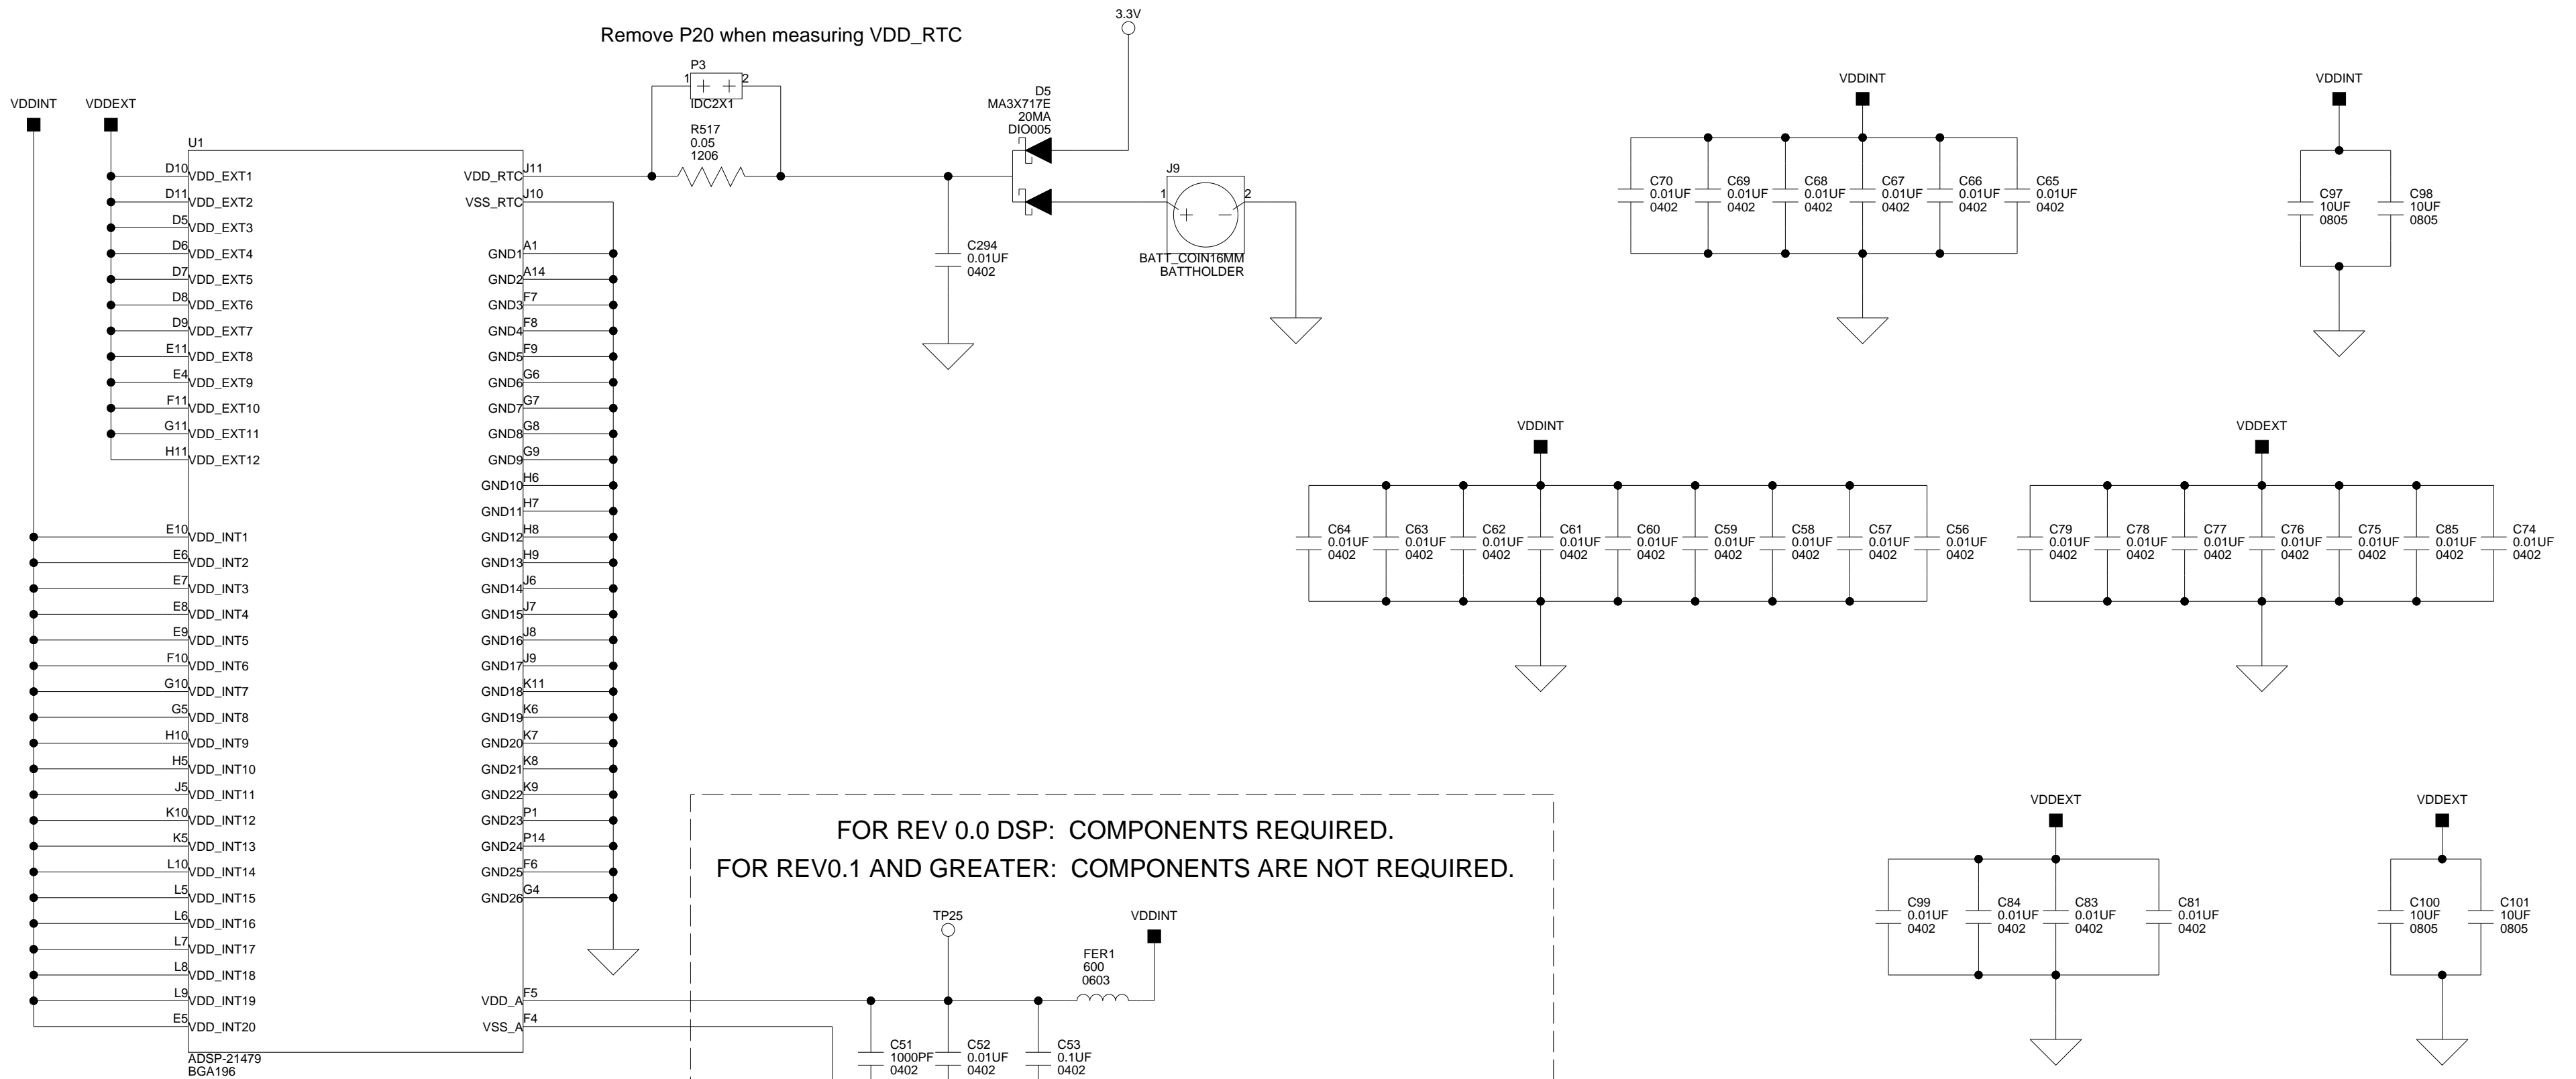 Remove P20 when measuring VDD_RTC
3.3V
P3
1
2
IDC2X1
R517
0.05
1206
D5
MA3X717E
20MA
DIO005
J9
1
2
BATT_COIN16MM
BATTHOLDER
C294
0.01UF
0402
VDDINT
VDDEXT
U1
D10 VDD_EXT1
D11 VDD_EXT2
D5 VDD_EXT3
D6 VDD_EXT4
D7 VDD_EXT5
D8 VDD_EXT6
D9 VDD_EXT7
E11 VDD_EXT8
E4 VDD_EXT9
F11 VDD_EXT10
G11 VDD_EXT11
H11 VDD_EXT12
E10 VDD_INT1
E6 VDD_INT2
E7 VDD_INT3
E8 VDD_INT4
E9 VDD_INT5
F10 VDD_INT6
G10 VDD_INT7
G5 VDD_INT8
H10 VDD_INT9
H5 VDD_INT10
J5 VDD_INT11
K10 VDD_INT12
K5 VDD_INT13
L10 VDD_INT14
L5 VDD_INT15
L6 VDD_INT16
L7 VDD_INT17
L8 VDD_INT18
L9 VDD_INT19
E5 VDD_INT20
VDD_RTC J11
VSS_RTC J10
GND1 A1
GND2 A14
GND3 F7
GND4 F8
GND5 F9
GND6 G6
GND7 G7
GND8 G8
GND9 G9
GND10 H6
GND11 H7
GND12 H8
GND13 H9
GND14 J6
GND15 J7
GND16 J8
GND17 J9
GND18 K11
GND19 K6
GND20 K7
GND21 K8
GND22 K9
GND23 P1
GND24 P14
GND25 F6
GND26 G4
VDD_A F5
VSS_A F4
ADSP-21479
BGA196
FOR REV 0.0 DSP: COMPONENTS REQUIRED.
FOR REV0.1 AND GREATER: COMPONENTS ARE NOT REQUIRED.
TP25
VDDINT
FER1
600
0603
C51
1000PF
0402
C52
0.01UF
0402
C53
0.1UF
0402
VDDINT
C70
0.01UF
0402
C69
0.01UF
0402
C68
0.01UF
0402
C67
0.01UF
0402
C66
0.01UF
0402
C65
0.01UF
0402
VDDINT
C97
10UF
0805
C98
10UF
0805
VDDINT
C64
0.01UF
0402
C63
0.01UF
0402
C62
0.01UF
0402
C61
0.01UF
0402
C60
0.01UF
0402
C59
0.01UF
0402
C58
0.01UF
0402
C57
0.01UF
0402
C56
0.01UF
0402
VDDEXT
C79
0.01UF
0402
C78
0.01UF
0402
C77
0.01UF
0402
C76
0.01UF
0402
C75
0.01UF
0402
C85
0.01UF
0402
C74
0.01UF
0402
VDDEXT
C99
0.01UF
0402
C84
0.01UF
0402
C83
0.01UF
0402
C81
0.01UF
0402
VDDEXT
C100
10UF
0805
C101
10UF
0805